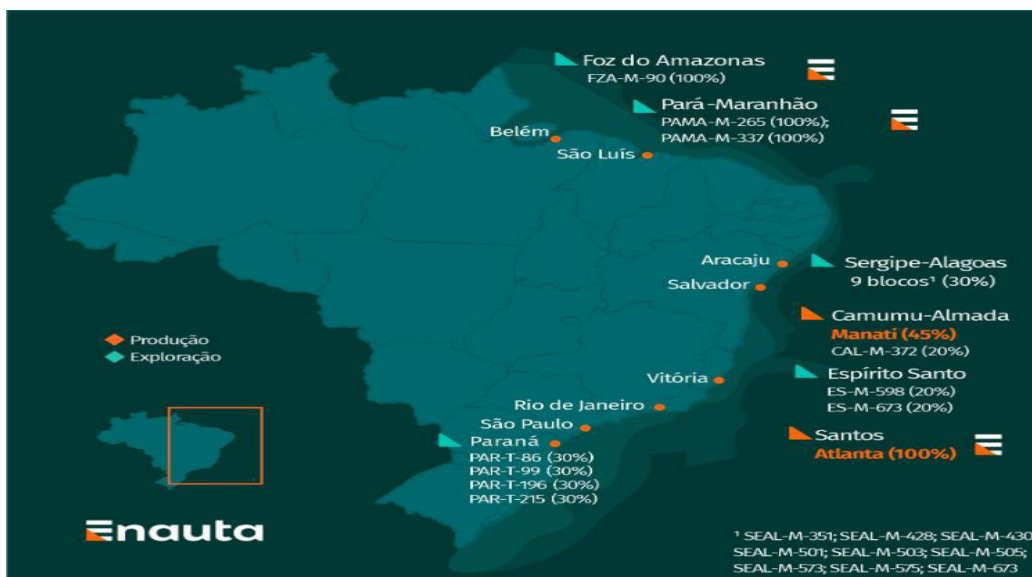 Foz do Amazonas
FZA-M-90 (100%)
Pará-Maranhão
PAMA-M-265 (100%);
PAMA-M-337 (100%)
Belém
São Luís
Aracaju
Salvador
Sergipe-Alagoas
9 blocos¹ (30%)
Camumu-Almada
Manati (45%)
CAL-M-372 (20%)
Produção
Exploração
Vitória
Espírito Santo
ES-M-598 (20%)
ES-M-673 (20%)
Rio de Janeiro
São Paulo
Paraná
PAR-T-86 (30%)
PAR-T-99 (30%)
PAR-T-196 (30%)
PAR-T-215 (30%)
Santos
Atlanta (100%)
Enauta
¹ SEAL-M-351; SEAL-M-428; SEAL-M-430
SEAL-M-501; SEAL-M-503; SEAL-M-505;
SEAL-M-573; SEAL-M-575; SEAL-M-673